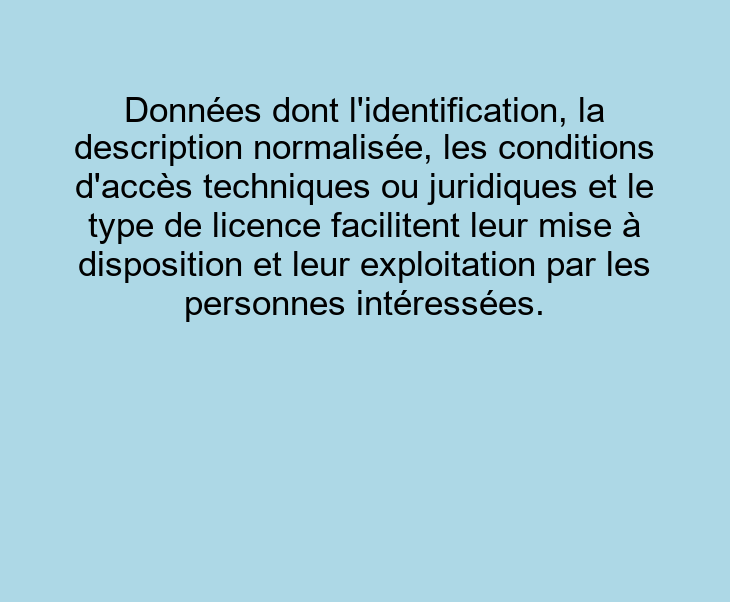 Données dont l'identification, la
description normalisée, les conditions
d'accès techniques ou juridiques et le
type de licence facilitent leur mise à
disposition et leur exploitation par les
personnes intéressées.